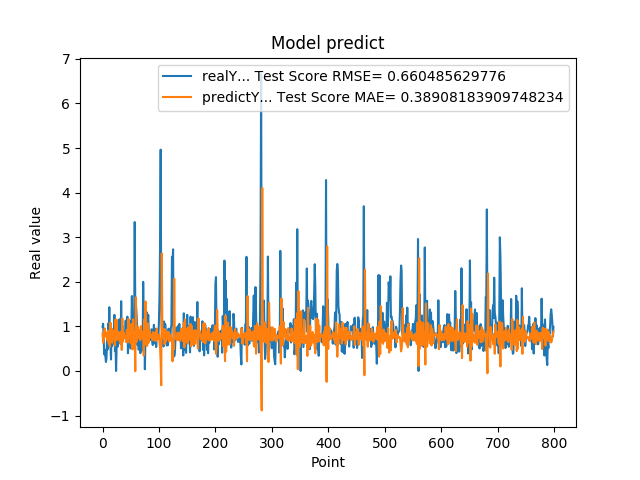 Model predict
realY... Test Score RMSE= 0.660485629776
predictY... Test Score MAE= 0.38908183909748234
7
6
5
4
3
2
1
0
−1
Real value
0 100 200 300 400 500 600 700 800
Point